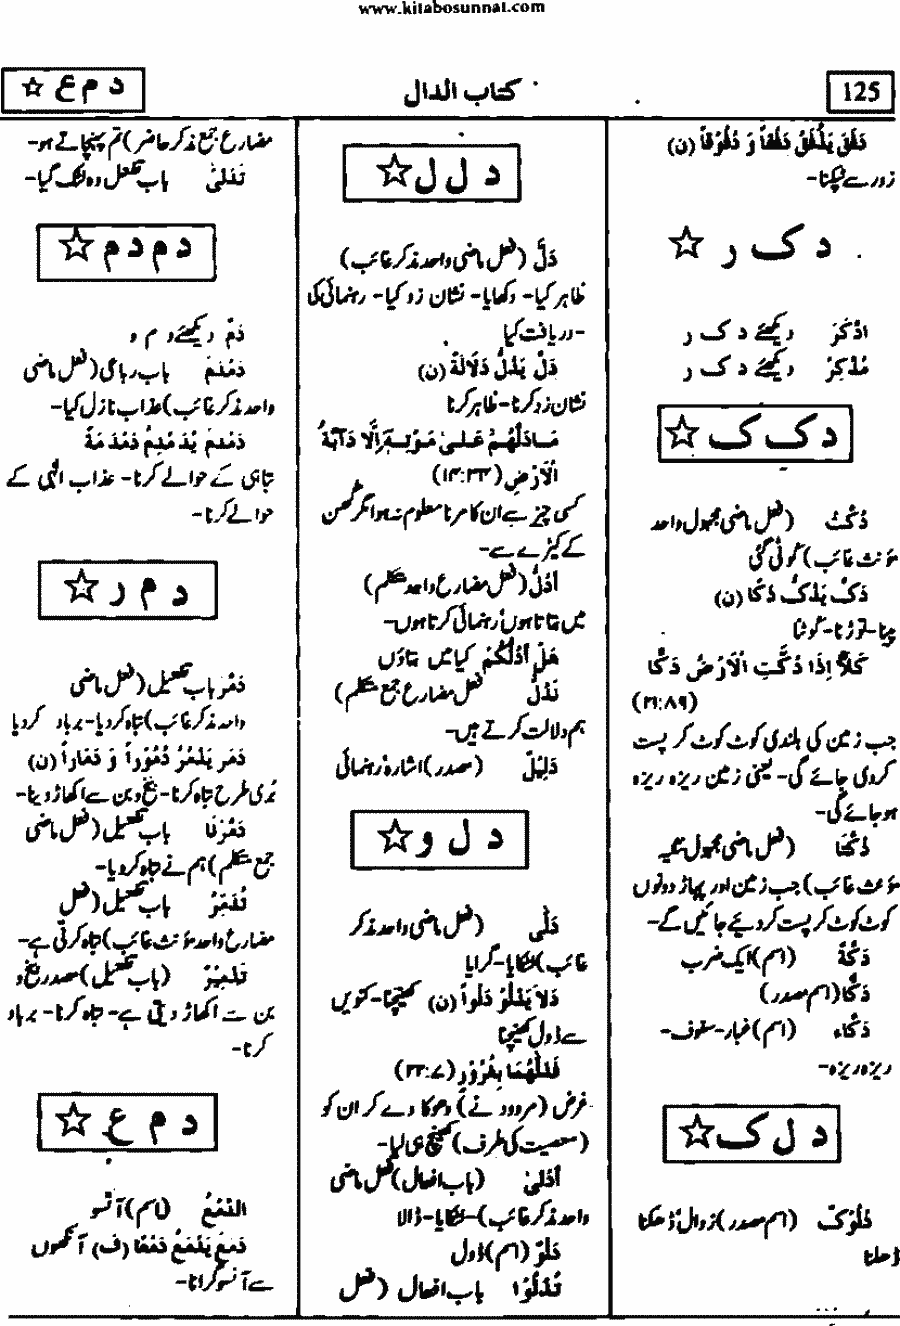 www.kitabosunnat.com
125
کتاب الدال
د م ع ☆
دَفَقَ يَدْفُقُ دَفْقاً وَ دُفُوْقاً (ن)
زور سے ٹپکنا-
د ک ر ☆
ادَّكَرَ دیکھئے د ک ر
مُدَّكِرٌ دیکھئے د ک ر
د ک ک ☆
دُكَّتْ (فعل ماضی مجہول واحد
مؤنث غائب) کوٹی گئی
دَكَّ يَدُكُّ دَكًّا (ن)
پینا-توڑنا-کوٹنا
كَلَّا إِذَا دُكَّتِ الْاَرْضُ دَكًّا
(۲۱:۸۹)
جب زمین کی بلندی کوٹ کوٹ کر پست
کردی جائے گی- یعنی زمین ریزہ ریزہ
ہوجائے گی-
دُكَّتَا (فعل ماضی مجہول تثنیہ
مؤنث غائب) جب زمین اور پہاڑ دونوں
کوٹ کوٹ کر پست کردیئے جائیں گے-
دَكَّةً (اسم) ایک ضرب
دَكًّا (اسم مصدر)
دَكَّاء (اسم) غبار-سفوف-
ریزہ ریزہ-
د ل ک ☆
دُلُوْكٌ (اسم مصدر) زوال ڈھلنا
ڈھلنا
د ل ل ☆
دَلَّ (فعل ماضی واحد مذکر غائب)
ظاہر کیا- دکھایا- نشان زد کیا- رہنمائی کی
-دریافت کیا
دَلَّ يَدُلُّ دَلَالَةً (ن)
نشان زد کرنا-ظاہر کرنا
مَا دَلَّهُمْ عَلٰى مَوْتِهٖ اِلَّا دَآبَّةُ
الْاَرْضِ (۱۴:۳۴)
کسی چیز سے ان کا مرنا معلوم نہ ہوا مگر گھن
کے کیڑے سے-
اَدُلُّ (فعل مضارع واحد متکلم)
میں بتاتا ہوں رہنمائی کرتا ہوں-
هَلْ اَدُلُّكُمْ کیا میں بتاؤں
نَدُلُّ فعل مضارع جمع متکلم)
ہم دلالت کرتے ہیں-
دَلِيْلٌ (مصدر) اشارہ رہنمائی
د ل و ☆
دَلّٰى (فعل ماضی واحد مذکر
غائب) لٹکایا-گرایا
دَلاَ يَدْلُوْ دَلْواً (ن) کھینچنا-کنویں
سے ڈول کھینچنا
فَدَلّٰهُمَا بِغُرُوْرٍ (۲۲:۷)
غرض (مردود نے) دھوکا دے کر ان کو
(معصیت کی طرف) کھینچ ہی لیا-
اَدْلٰى (باب افعال) فعل ماضی
واحد مذکر غائب)-لٹکایا-ڈالا
دَلْوٌ (اسم) ڈول
تُدْلُوْا باب افعال (فعل
مضارع جمع مذکر حاضر) تم پہنچاتے ہو-
تَدَلّٰى باب تفعل وہ لٹک گیا-
د م د م ☆
دَمَّ دیکھئے د م و
دَمْدَمَ باب رباعی (فعل ماضی
واحد مذکر غائب) عذاب نازل کیا-
دَمْدَمَ يُدَمْدِمُ دَمْدَمَةً
تباہی کے حوالے کرنا- عذاب الٰہی کے
حوالے کرنا-
د م ر ☆
دَمَّرَ باب تفعیل (فعل ماضی
واحد مذکر غائب) تباہ کردیا-برباد کردیا
دَمَرَ يَدْمُرُ دُمُوْراً وَ دَمَاراً (ن)
بُری طرح تباہ کرنا-بیخ و بن سے اکھاڑ دینا-
دَمَّرْنَا باب تفعیل (فعل ماضی
جمع متکلم) ہم نے تباہ کردیا-
تُدَمِّرُ باب تفعیل (فعل
مضارع واحد مؤنث غائب) تباہ کرتی ہے-
تَدْمِيْرٌ (باب تفعیل) مصدر بیخ و
بن سے اکھاڑ دیتی ہے- تباہ کرنا- برباد
کرنا-
د م ع ☆
الدَّمْعُ (اسم) آنسو
دَمَعَ يَدْمَعُ دَمْعًا (ف) آنکھوں
سے آنسو گرانا-